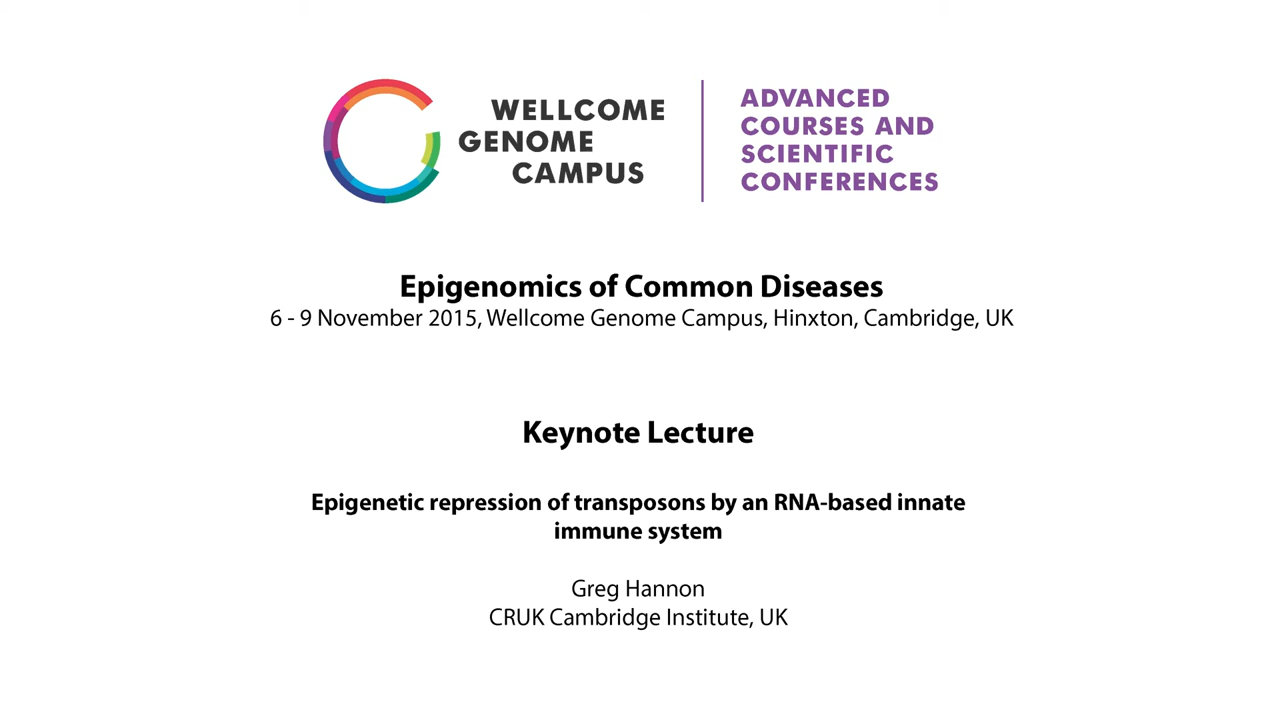 WELLCOME
GENOME
CAMPUS
ADVANCED
COURSES AND
SCIENTIFIC
CONFERENCES
Epigenomics of Common Diseases
6 - 9 November 2015, Wellcome Genome Campus, Hinxton, Cambridge, UK
Keynote Lecture
Epigenetic repression of transposons by an RNA-based innate
immune system
Greg Hannon
CRUK Cambridge Institute, UK